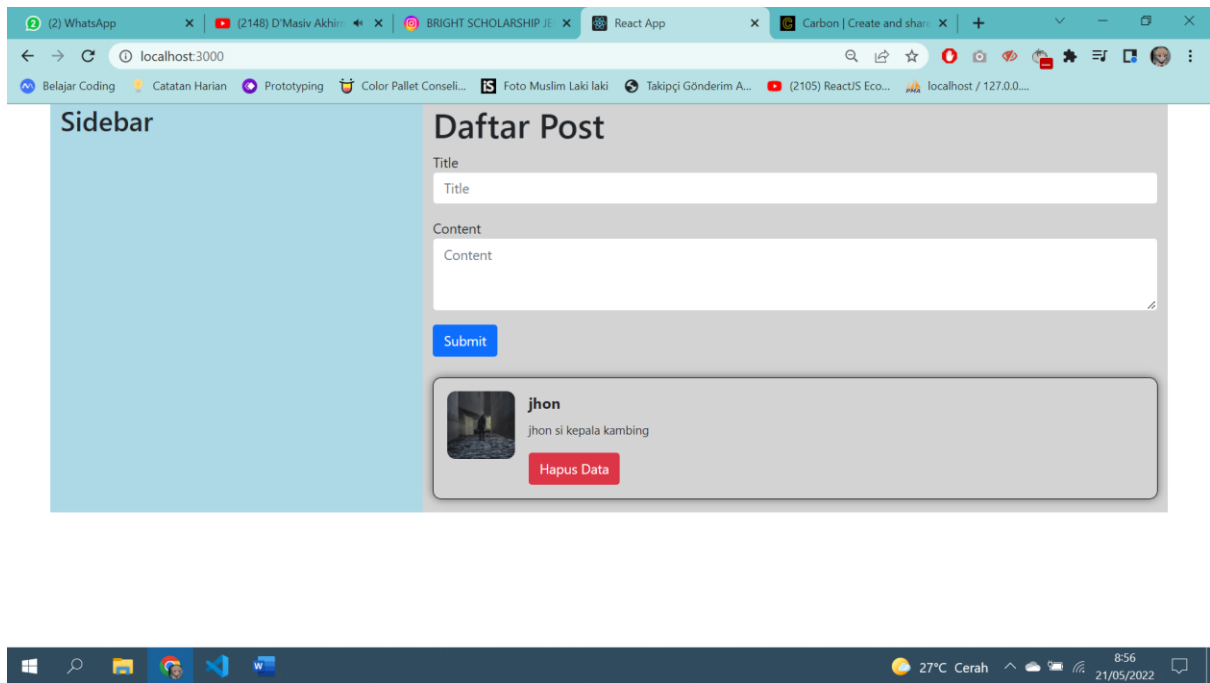 (2) WhatsApp
(2148) D'Masiv Akhir
BRIGHT SCHOLARSHIP JE
React App
Carbon | Create and share
localhost:3000
Belajar Coding
Catatan Harian
Prototyping
Color Pallet Conseli...
Foto Muslim Laki laki
Takipçi Gönderim A...
(2105) ReactJS Eco...
localhost / 127.0.0....
Sidebar
Daftar Post
Title
Title
Content
Content
Submit
jhon
jhon si kepala kambing
Hapus Data
27°C Cerah
8:56
21/05/2022